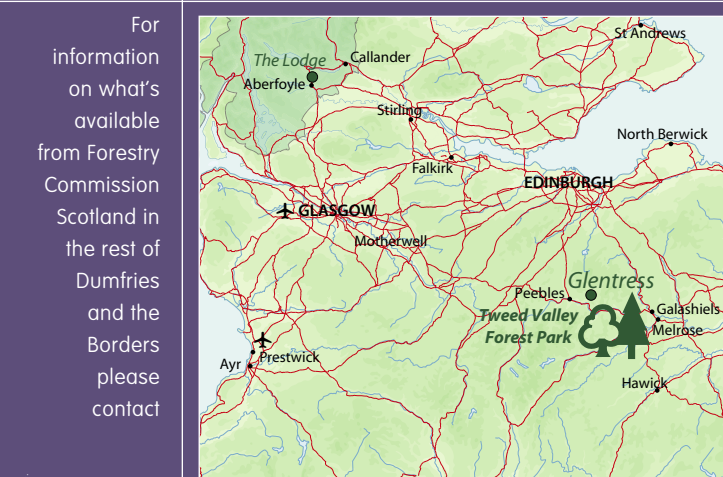 For
information
on what's
available
from Forestry
Commission
Scotland in
the rest of
Dumfries
and the
Borders
please
contact
St Andrews
The Lodge
Callander
Aberfoyle
Stirling
North Berwick
Falkirk
EDINBURGH
GLASGOW
Motherwell
Glentress
Peebles
Tweed Valley
Forest Park
Galashiels
Melrose
Prestwick
Ayr
Hawick